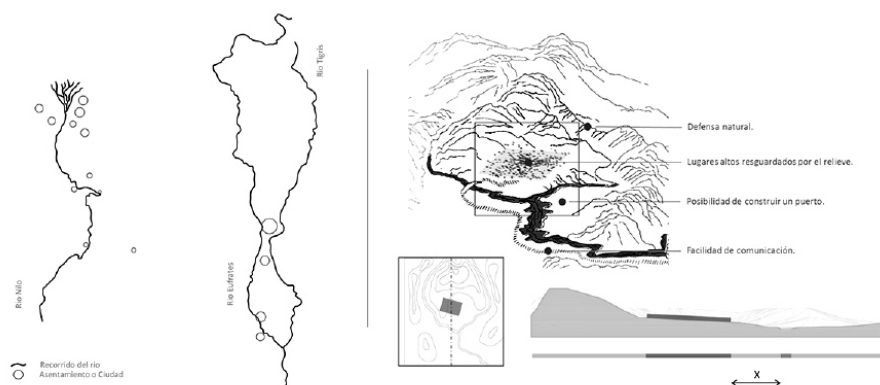 Río Nilo
Río Eufrates
Río Tigris
Recorrido del río
Asentamiento o Ciudad
Defensa natural.
Lugares altos resguardados por el relieve.
Posibilidad de construir un puerto.
Facilidad de comunicación.
X